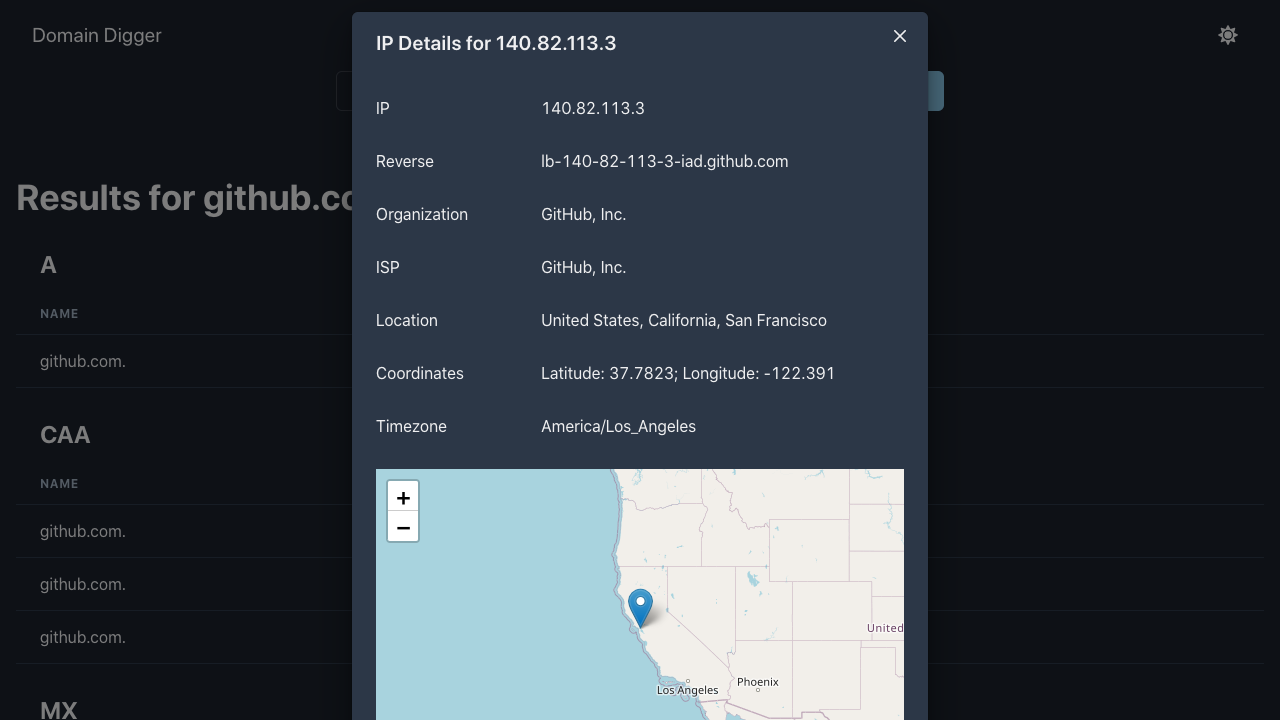 Domain Digger
IP Details for 140.82.113.3
IP 140.82.113.3
Reverse lb-140-82-113-3-iad.github.com
Organization GitHub, Inc.
ISP GitHub, Inc.
Location United States, California, San Francisco
Coordinates Latitude: 37.7823; Longitude: -122.391
Timezone America/Los_Angeles
+
−
United
Los Angeles
Phoenix
Results for github.co
A
NAME
github.com.
CAA
NAME
github.com.
github.com.
github.com.
MX